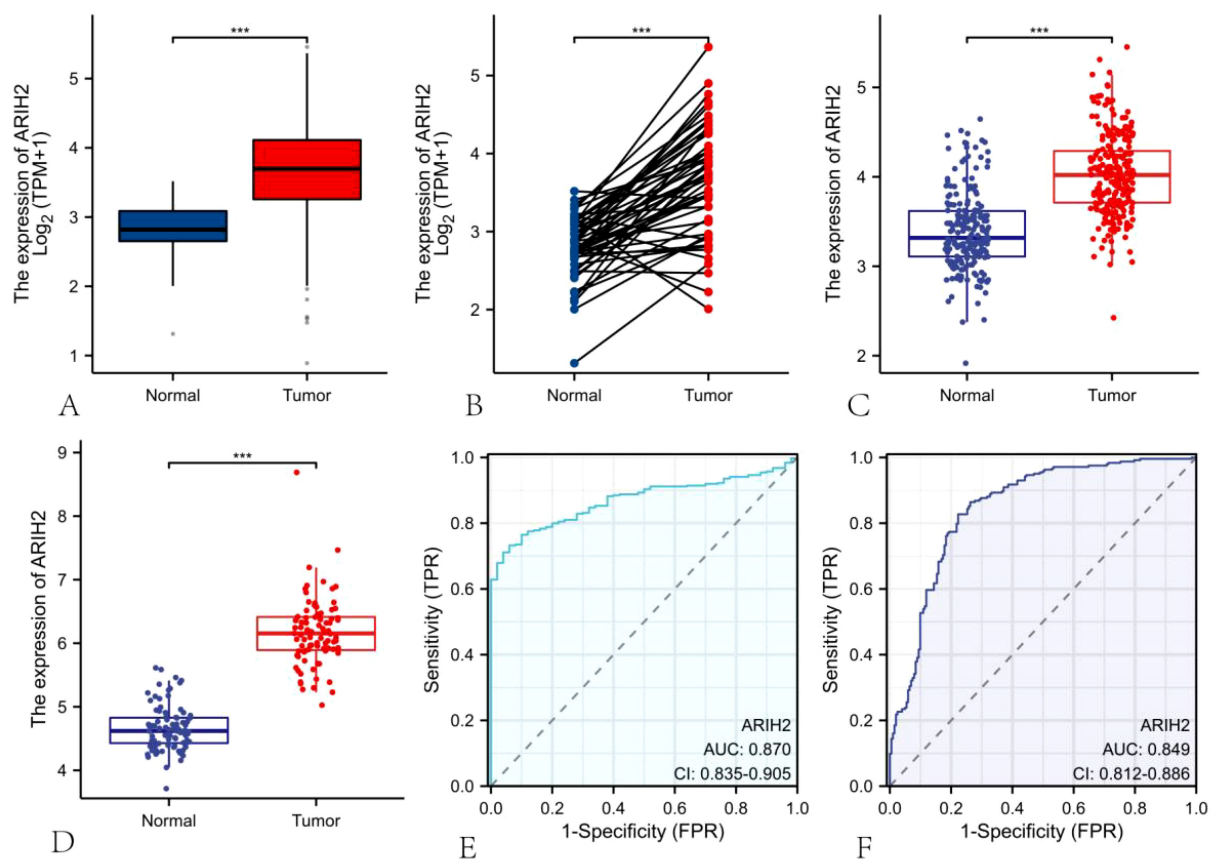 ***
The expression of ARIH2
Log2 (TPM+1)
5
4
3
2
1
Normal
Tumor
A
***
The expression of ARIH2
Log2 (TPM+1)
5
4
3
2
Normal
Tumor
B
***
The expression of ARIH2
5
4
3
2
Normal
Tumor
C
***
The expression of ARIH2
9
8
7
6
5
4
Normal
Tumor
D
Sensitivity (TPR)
1.0
0.8
0.6
0.4
0.2
0.0
ARIH2
AUC: 0.870
CI: 0.835-0.905
0.0 0.2 0.4 0.6 0.8 1.0
1-Specificity (FPR)
E
Sensitivity (TPR)
1.0
0.8
0.6
0.4
0.2
0.0
ARIH2
AUC: 0.849
CI: 0.812-0.886
0.0 0.2 0.4 0.6 0.8 1.0
1-Specificity (FPR)
F